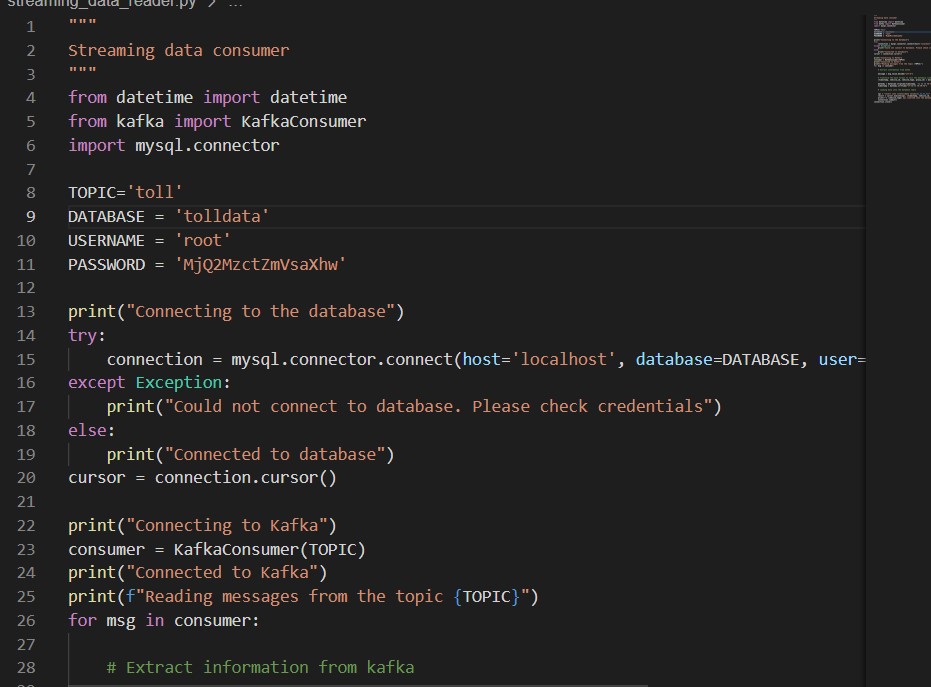 streaming_data_reader.py > ...
1 """
2 Streaming data consumer
3 """
4 from datetime import datetime
5 from kafka import KafkaConsumer
6 import mysql.connector
7
8 TOPIC='toll'
9 DATABASE = 'tolldata'
10 USERNAME = 'root'
11 PASSWORD = 'MjQ2MzctZmVsaXhw'
12
13 print("Connecting to the database")
14 try:
15     connection = mysql.connector.connect(host='localhost', database=DATABASE, user=
16 except Exception:
17     print("Could not connect to database. Please check credentials")
18 else:
19     print("Connected to database")
20 cursor = connection.cursor()
21
22 print("Connecting to Kafka")
23 consumer = KafkaConsumer(TOPIC)
24 print("Connected to Kafka")
25 print(f"Reading messages from the topic {TOPIC}")
26 for msg in consumer:
27
28     # Extract information from kafka